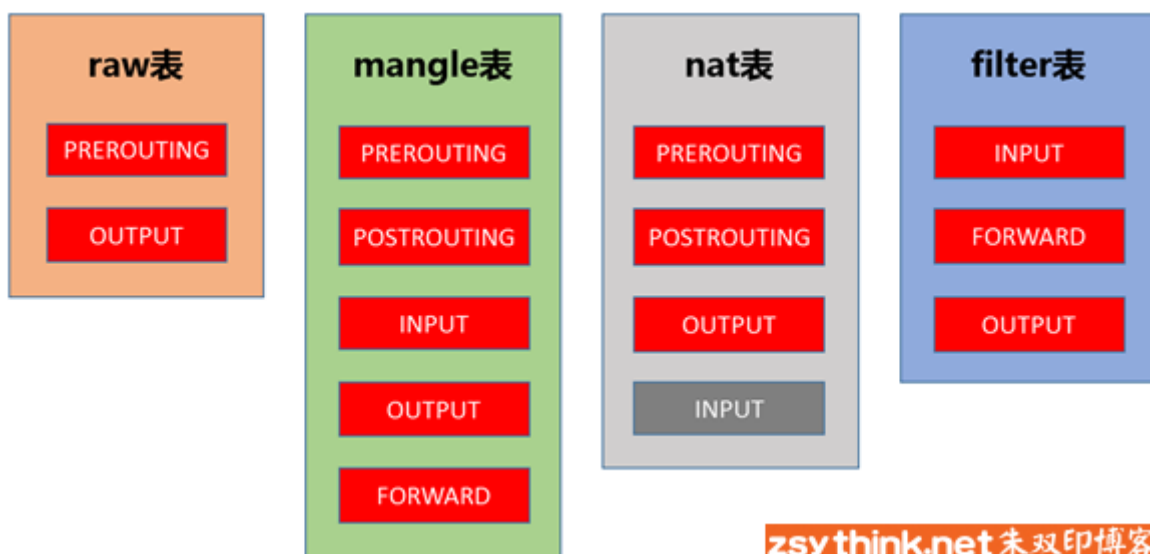 raw表
PREROUTING
OUTPUT
mangle表
PREROUTING
POSTROUTING
INPUT
OUTPUT
FORWARD
nat表
PREROUTING
POSTROUTING
OUTPUT
INPUT
filter表
INPUT
FORWARD
OUTPUT
zsythink.net朱双印博客